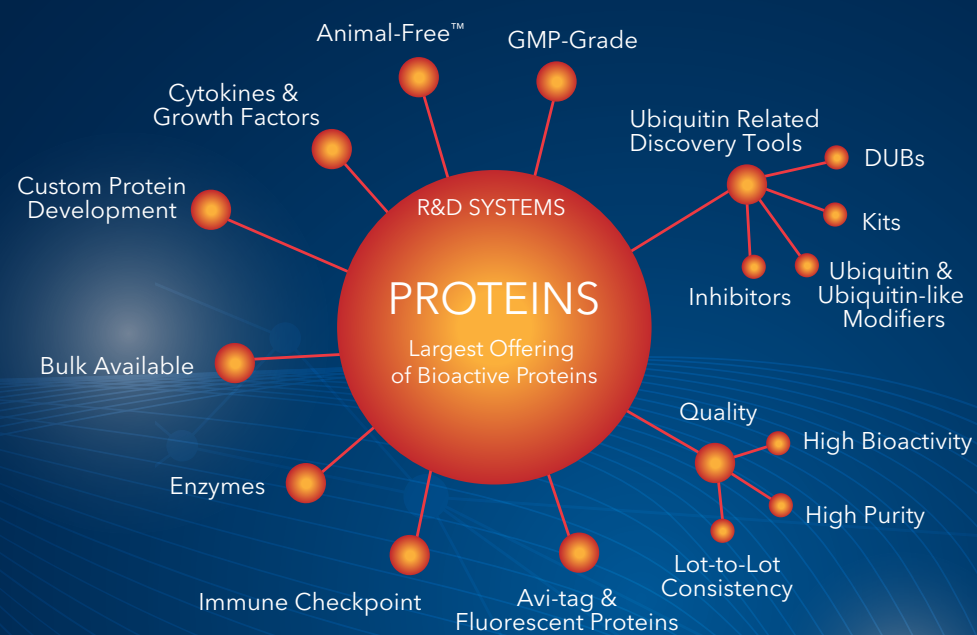 Animal-Free™
GMP-Grade
Cytokines &
Growth Factors
Ubiquitin Related
Discovery Tools
DUBs
Custom Protein
Development
R&D SYSTEMS
Kits
PROTEINS
Largest Offering
of Bioactive Proteins
Inhibitors
Ubiquitin &
Ubiquitin-like
Modifiers
Bulk Available
Quality
High Bioactivity
High Purity
Lot-to-Lot
Consistency
Enzymes
Immune Checkpoint
Avi-tag &
Fluorescent Proteins